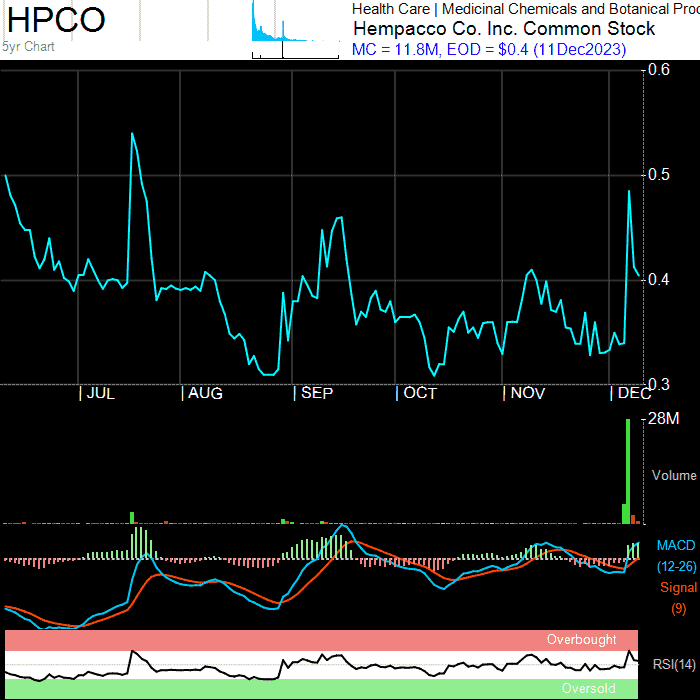 HPCO
5yr Chart
Health Care | Medicinal Chemicals and Botanical Proc
Hempacco Co. Inc. Common Stock
MC = 11.8M, EOD = $0.4 (11Dec2023)
0.6
0.5
0.4
0.3
| JUL | AUG | SEP | OCT | NOV | DEC
28M
Volume
MACD
(12-26)
Signal
(9)
Overbought
RSI(14)
Oversold